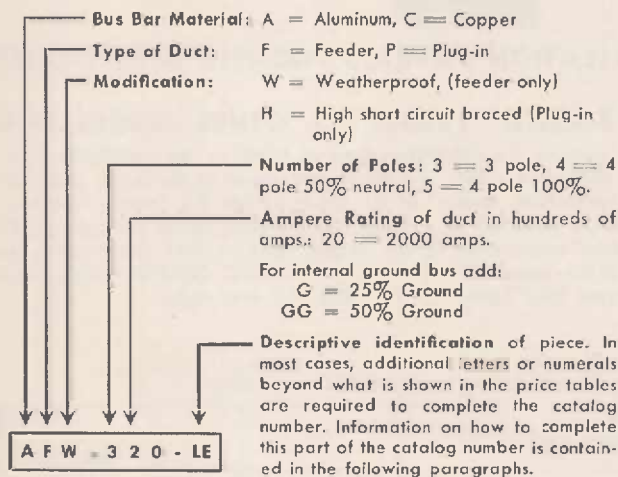 Bus Bar Material: A = Aluminum, C = Copper
Type of Duct: F = Feeder, P = Plug-in
Modification: W = Weatherproof, (feeder only)
H = High short circuit braced (Plug-in
only)
Number of Poles: 3 = 3 pole, 4 = 4
pole 50% neutral, 5 = 4 pole 100%.
Ampere Rating of duct in hundreds of
amps.: 20 = 2000 amps.
For internal ground bus add:
G = 25% Ground
GG = 50% Ground
Descriptive identification of piece. In
most cases, additional letters or numerals
beyond what is shown in the price tables
are required to complete the catalog
number. Information on how to complete
this part of the catalog number is contain-
ed in the following paragraphs.
A F W - 3 2 0 - LE